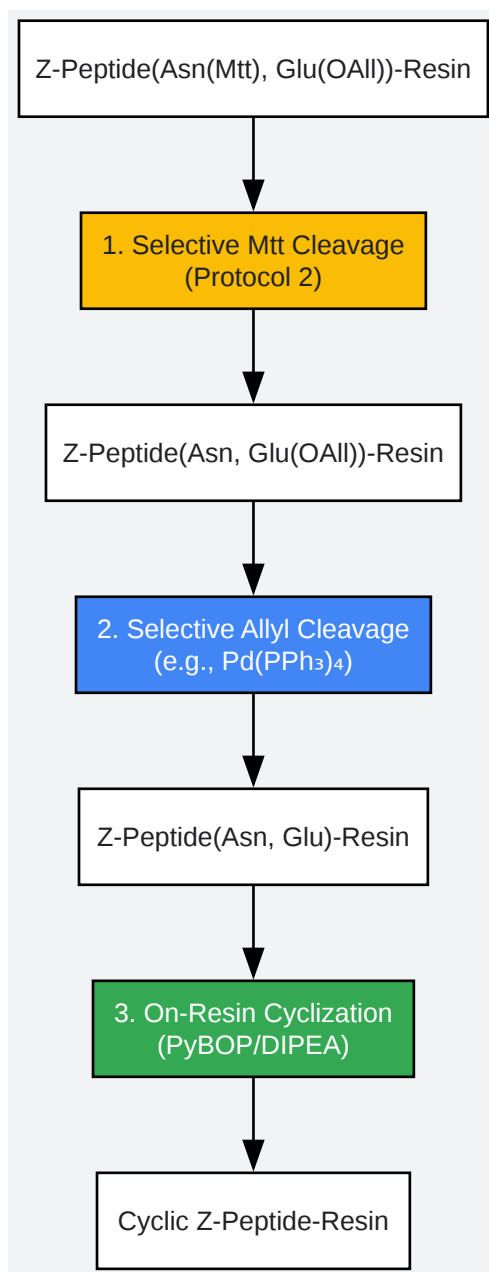 Z-Peptide(Asn(Mtt), Glu(OAll))-Resin
1. Selective Mtt Cleavage
(Protocol 2)
Z-Peptide(Asn, Glu(OAll))-Resin
2. Selective Allyl Cleavage
(e.g., Pd(PPh₃)₄)
Z-Peptide(Asn, Glu)-Resin
3. On-Resin Cyclization
(PyBOP/DIPEA)
Cyclic Z-Peptide-Resin